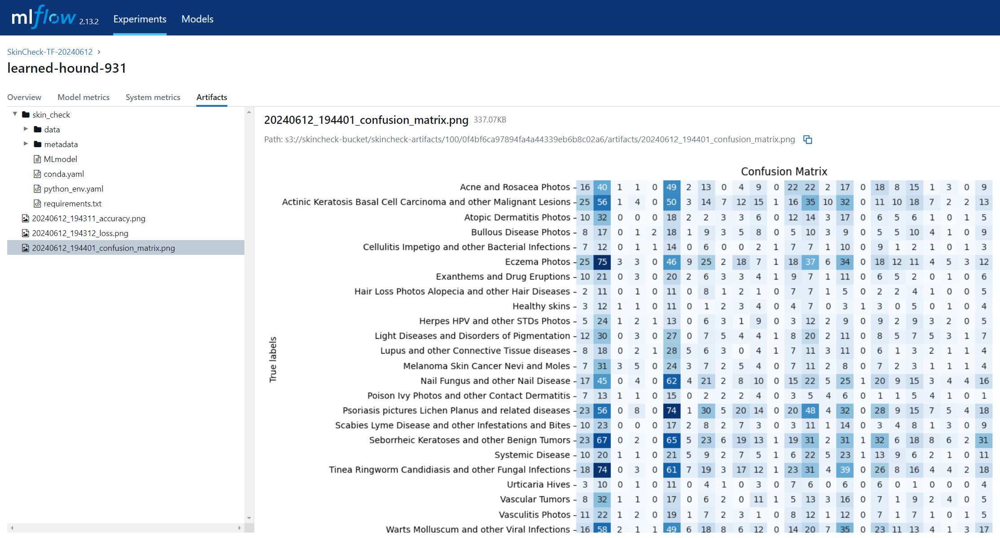 mlflow 2.13.2 Experiments Models
SkinCheck-TF-20240612
learned-hound-931
Overview Model metrics System metrics Artifacts
skin_check
data
metadata
MLmodel
conda.yaml
python_env.yaml
requirements.txt
20240612_194311_accuracy.png
20240612_194312_loss.png
20240612_194401_confusion_matrix.png
20240612_194401_confusion_matrix.png 337.07KB
Path: s3://skincheck-bucket/skincheck-artifacts/100/0f4bf6ca97894fa4a44339eb6b8c02a6/artifacts/20240612_194401_confusion_matrix.png
Confusion Matrix
True labels
Acne and Rosacea Photos 16 40 1 1 0 49 2 13 0 4 9 0 22 22 2 17 0 18 8 15 1 3 0 9
Actinic Keratosis Basal Cell Carcinoma and other Malignant Lesions 25 56 1 4 0 50 3 14 7 12 15 1 16 35 10 32 0 11 10 18 7 2 2 13
Atopic Dermatitis Photos 10 32 0 0 0 18 2 2 3 3 6 0 12 14 3 17 0 6 5 6 1 0 1 5
Bullous Disease Photos 8 17 0 1 2 18 1 9 3 5 8 0 5 10 3 9 0 5 5 10 4 1 0 9
Cellulitis Impetigo and other Bacterial Infections 7 12 0 1 1 14 0 6 0 0 2 1 7 7 1 10 0 9 1 2 1 0 1 3
Eczema Photos 25 75 3 3 0 46 9 25 2 18 7 1 18 37 6 34 0 18 12 11 4 5 3 12
Exanthems and Drug Eruptions 10 21 0 3 0 20 2 6 3 3 4 1 9 7 1 11 0 6 5 2 0 1 0 6
Hair Loss Photos Alopecia and other Hair Diseases 2 11 0 1 0 11 0 8 1 2 1 0 7 7 1 5 0 2 2 4 1 0 0 5
Healthy skins 3 12 1 1 0 11 0 1 2 3 4 0 4 7 0 3 1 3 0 5 0 1 0 4
Herpes HPV and other STDs Photos 5 24 1 2 1 13 0 6 3 1 9 0 3 12 2 9 0 9 2 9 3 2 0 5
Light Diseases and Disorders of Pigmentation 12 30 0 3 0 27 0 7 5 4 4 1 8 20 2 11 0 8 5 7 5 3 1 7
Lupus and other Connective Tissue diseases 8 18 0 2 1 28 5 6 3 0 4 1 7 11 3 11 0 6 1 3 2 1 1 4
Melanoma Skin Cancer Nevi and Moles 7 31 3 5 0 24 3 7 2 5 4 0 7 11 2 8 0 7 2 3 1 1 1 4
Nail Fungus and other Nail Disease 17 45 0 4 0 62 4 21 2 8 10 0 15 22 5 25 1 20 9 15 3 4 4 16
Poison Ivy Photos and other Contact Dermatitis 7 13 1 1 0 15 0 2 2 2 4 0 3 5 4 6 0 1 1 5 4 1 0 1
Psoriasis pictures Lichen Planus and related diseases 23 56 0 8 0 74 1 30 5 20 14 0 20 48 4 32 0 28 9 15 7 5 4 18
Scabies Lyme Disease and other Infestations and Bites 10 23 0 0 0 17 2 8 2 7 3 0 3 11 1 14 0 3 4 8 1 3 0 9
Seborrheic Keratoses and other Benign Tumors 23 67 0 2 0 65 5 23 6 19 13 1 19 31 2 31 1 32 6 18 8 6 2 31
Systemic Disease 10 20 1 1 0 21 5 9 2 7 5 1 6 22 5 23 1 13 9 6 2 1 0 11
Tinea Ringworm Candidiasis and other Fungal Infections 18 74 0 3 0 61 7 19 3 17 12 1 23 31 4 39 0 26 8 16 4 4 2 18
Urticaria Hives 3 10 0 1 0 11 0 4 1 0 3 0 7 6 0 6 0 6 0 1 0 0 0 4
Vascular Tumors 8 32 1 1 0 17 0 6 2 0 11 1 5 13 3 16 0 7 1 9 2 4 0 5
Vasculitis Photos 11 22 1 2 0 19 1 7 2 3 1 0 8 12 1 12 0 7 1 7 1 0 1 5
Warts Molluscum and other Viral Infections 16 58 2 1 1 49 6 18 8 6 12 0 14 20 7 35 0 23 11 13 4 1 3 17